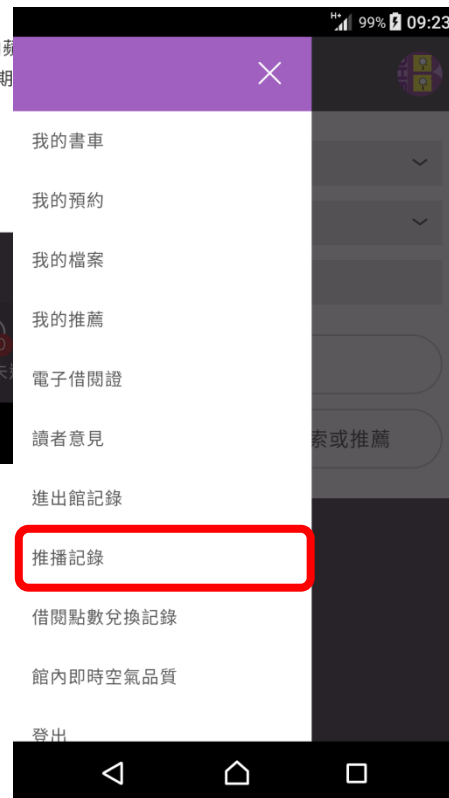 H+ 99% 09:23
期
我的書車
我的預約
我的檔案
我的推薦
電子借閱證
讀者意見
索或推薦
進出館記錄
推播記錄
借閱點數兌換記錄
館內即時空氣品質
登出